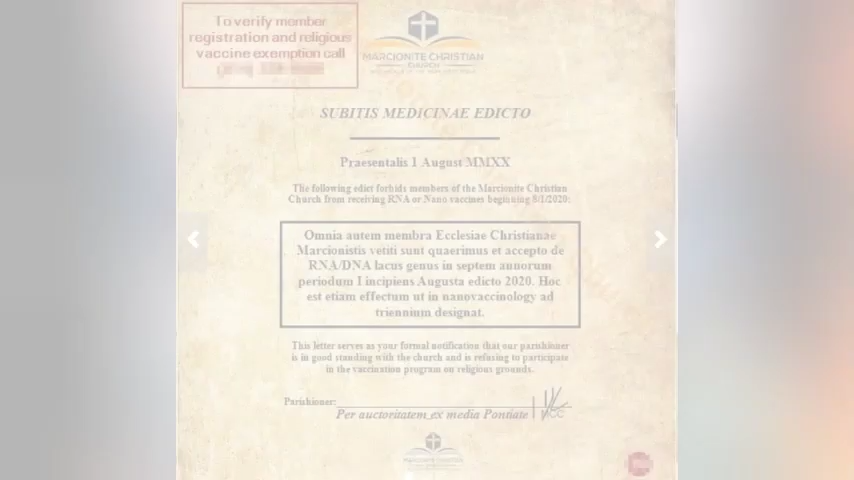 To verify member
registration and religious
vaccine exemption call
MARCIONITE CHRISTIAN
CHURCH
SUBITIS MEDICINAE EDICTO
Praesentalis 1 August MMXX
The following edict forbids members of the Marcionite Christian
Church from receiving RNA or Nano vaccines beginning 8/1/2020:
Omnia autem membra Ecclesiae Christianae
Marcionistis vetiti sunt quaerimus et accepto de
RNA/DNA lacus genus in septem annorum
periodum I incipiens Augusta edicto 2020. Hoc
est etiam effectum ut in nanovaccinology ad
triennium designat.
This letter serves as your formal notification that our parishioner
is in good standing with the church and is refusing to participate
in the vaccination program on religious grounds.
Parishioner:
Per auctoritatem ex media Pontiate
MARCIONITE CHRISTIAN